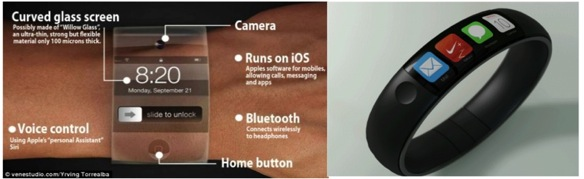 Curved glass screen
Possibly made of "Willow Glass",
an ultra-thin, strong but flexible
material only 100 microns thick.
Camera
Runs on iOS
Apples software for mobiles,
allowing calls, messaging
and apps
8:20
Monday, September 21
slide to unlock
Bluetooth
Connects wirelessly
to headphones
Voice control
Using Apple's "personal Assistant"
Siri
Home button
© venestudio.com/Yrving Torrealba